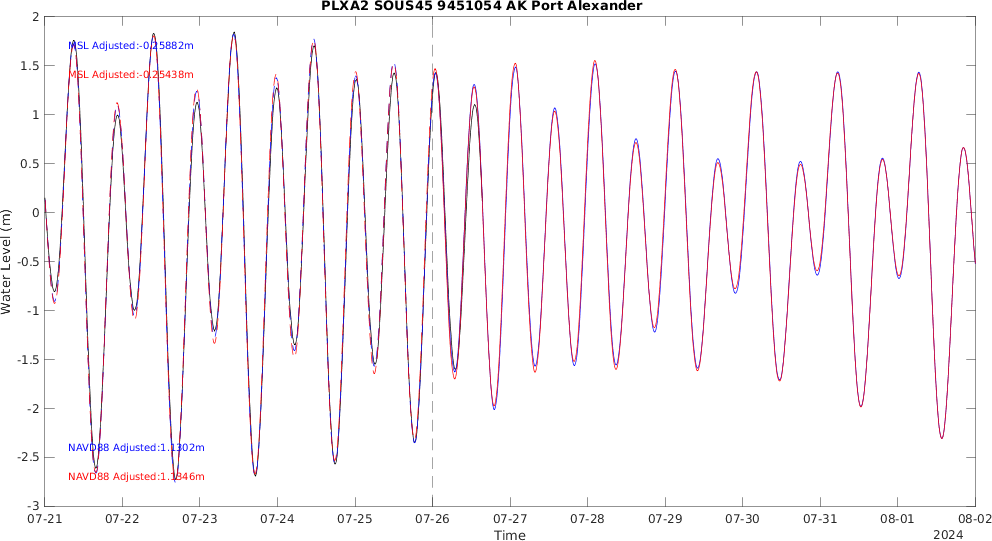 PLXA2 SOUS45 9451054 AK Port Alexander
2
MSL Adjusted:-0.25882m
1.5
MSL Adjusted:-0.25438m
1
0.5
0
Water Level (m)
-0.5
-1
-1.5
-2
NAVD88 Adjusted:1.1302m
-2.5
NAVD88 Adjusted:1.1346m
-3
07-21 07-22 07-23 07-24 07-25 07-26 07-27 07-28 07-29 07-30 07-31 08-01 08-02
Time
2024